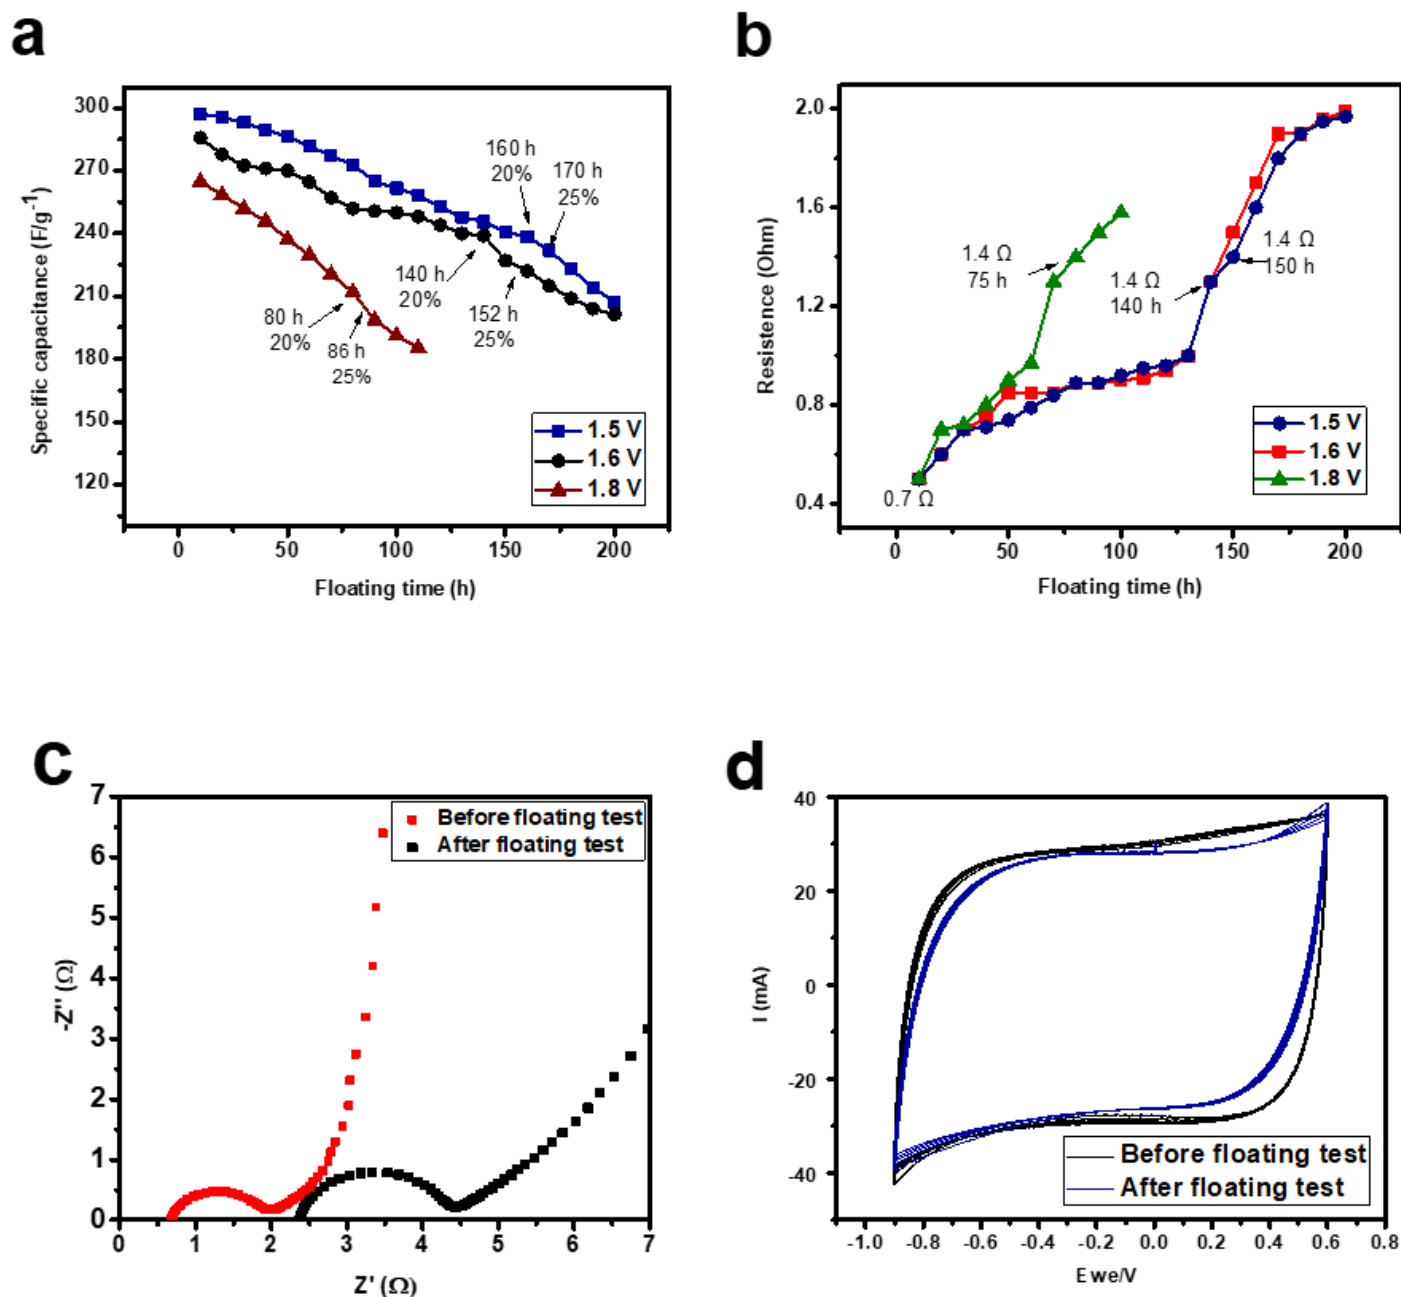 a
300
270
240
210
180
150
120
Specific capacitance (F/g⁻¹)
0
50
100
150
200
Floating time (h)
160 h
20%
170 h
25%
140 h
20%
152 h
25%
80 h
20%
86 h
25%
1.5 V
1.6 V
1.8 V
b
2.0
1.6
1.2
0.8
0.4
Resistence (Ohm)
0
50
100
150
200
Floating time (h)
1.4 Ω
75 h
1.4 Ω
140 h
1.4 Ω
150 h
0.7 Ω
1.5 V
1.6 V
1.8 V
c
7
6
5
4
3
2
1
0
-Z'' (Ω)
0
1
2
3
4
5
6
7
Z' (Ω)
Before floating test
After floating test
d
40
20
0
-20
-40
I (mA)
-1.0
-0.8
-0.6
-0.4
-0.2
0.0
0.2
0.4
0.6
0.8
E we/V
Before floating test
After floating test